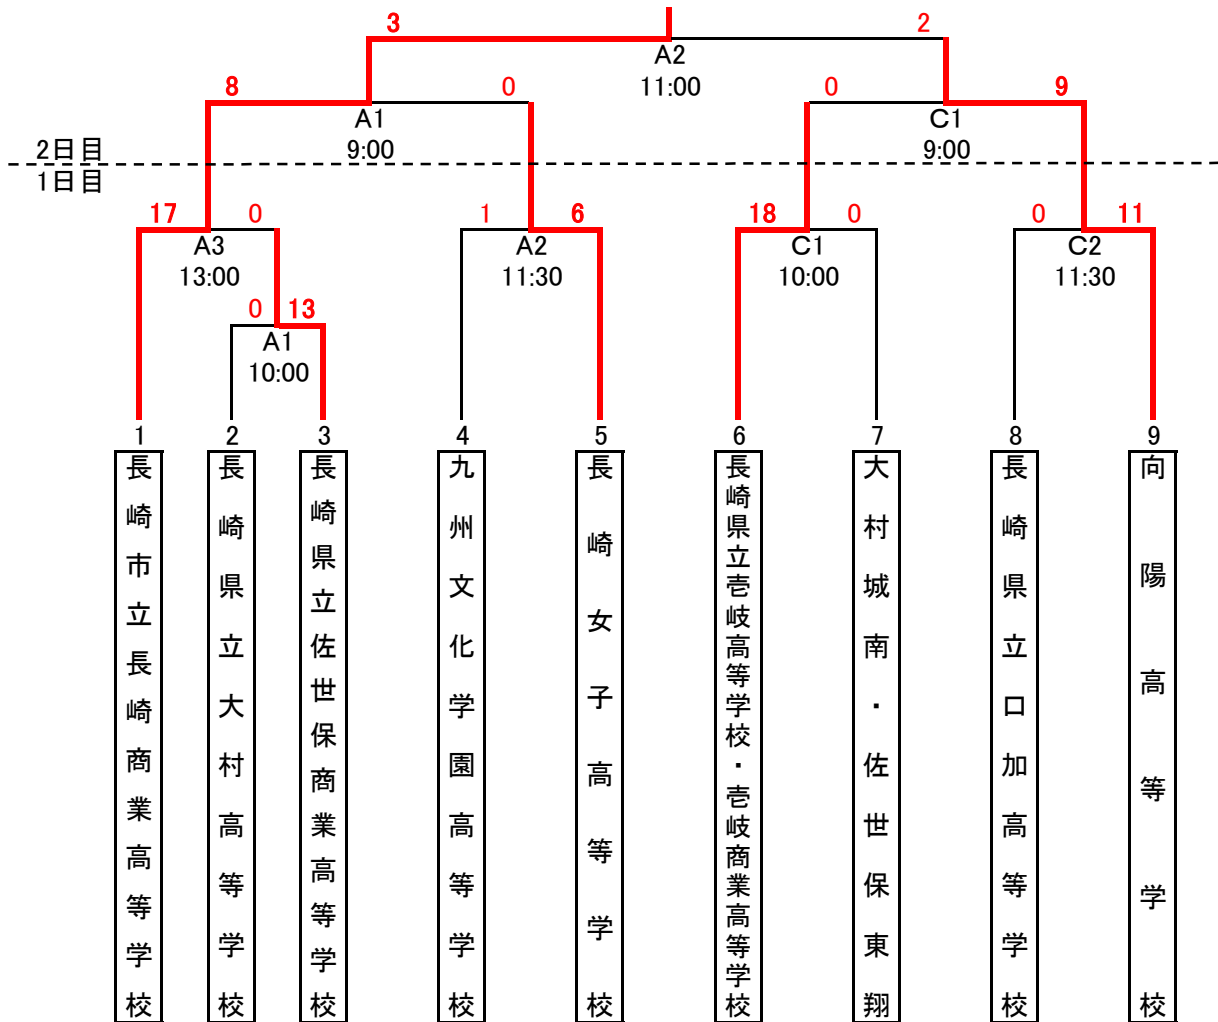 3 2
A2
11:00
8 0 0 9
A1 C1
9:00 9:00
2日目
1日目
17 0 1 6 18 0 0 11
A3 A2 C1 C2
13:00 11:30 10:00 11:30
0 13
A1
10:00
1 2 3 4 5 6 7 8 9
長崎市立長崎商業高等学校
長崎県立大村高等学校
長崎県立佐世保商業高等学校
九州文化学園高等学校
長崎女子高等学校
長崎県立壱岐高等学校・壱岐商業高等学校
大村城南・佐世保東翔
長崎県立口加高等学校
向陽高等学校